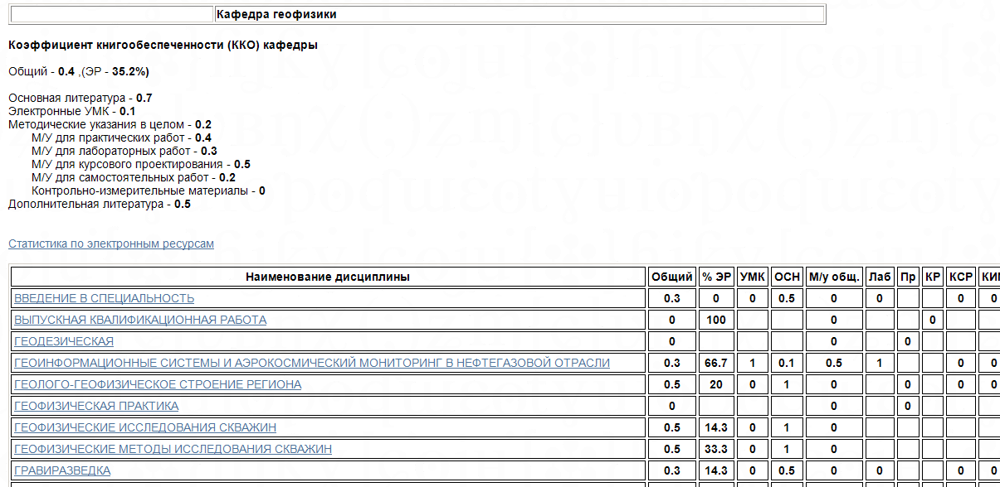 Кафедра геофизики
Коэффициент книгообеспеченности (ККО) кафедры
Общий - 0.4 ,(ЭР - 35.2%)
Основная литература - 0.7
Электронные УМК - 0.1
Методические указания в целом - 0.2
М/У для практических работ - 0.4
М/У для лабораторных работ - 0.3
М/У для курсового проектирования - 0.5
М/У для самостоятельных работ - 0.2
Контрольно-измерительные материалы - 0
Дополнительная литература - 0.5
Статистика по электронным ресурсам
Наименование дисциплины Общий % ЭР УМК ОСН М/у общ. Лаб Пр КР КСР
ВВЕДЕНИЕ В СПЕЦИАЛЬНОСТЬ 0.3 0 0 0.5 0 0 0 0
ВЫПУСКНАЯ КВАЛИФИКАЦИОННАЯ РАБОТА 0 100 0 0
ГЕОДЕЗИЧЕСКАЯ 0 0 0
ГЕОИНФОРМАЦИОННЫЕ СИСТЕМЫ И АЭРОКОСМИЧЕСКИЙ МОНИТОРИНГ В НЕФТЕГАЗОВОЙ ОТРАСЛИ 0.3 66.7 1 0.1 0.5 1 0 0
ГЕОЛОГО-ГЕОФИЗИЧЕСКОЕ СТРОЕНИЕ РЕГИОНА 0.5 20 0 1 0 0 0 0
ГЕОФИЗИЧЕСКАЯ ПРАКТИКА 0 0 0
ГЕОФИЗИЧЕСКИЕ ИССЛЕДОВАНИЯ СКВАЖИН 0.5 14.3 0 1 0
ГЕОФИЗИЧЕСКИЕ МЕТОДЫ ИССЛЕДОВАНИЯ СКВАЖИН 0.5 33.3 0 1 0
ГРАВИРАЗВЕДКА 0.3 14.3 0 0.5 0 0 0 0 0